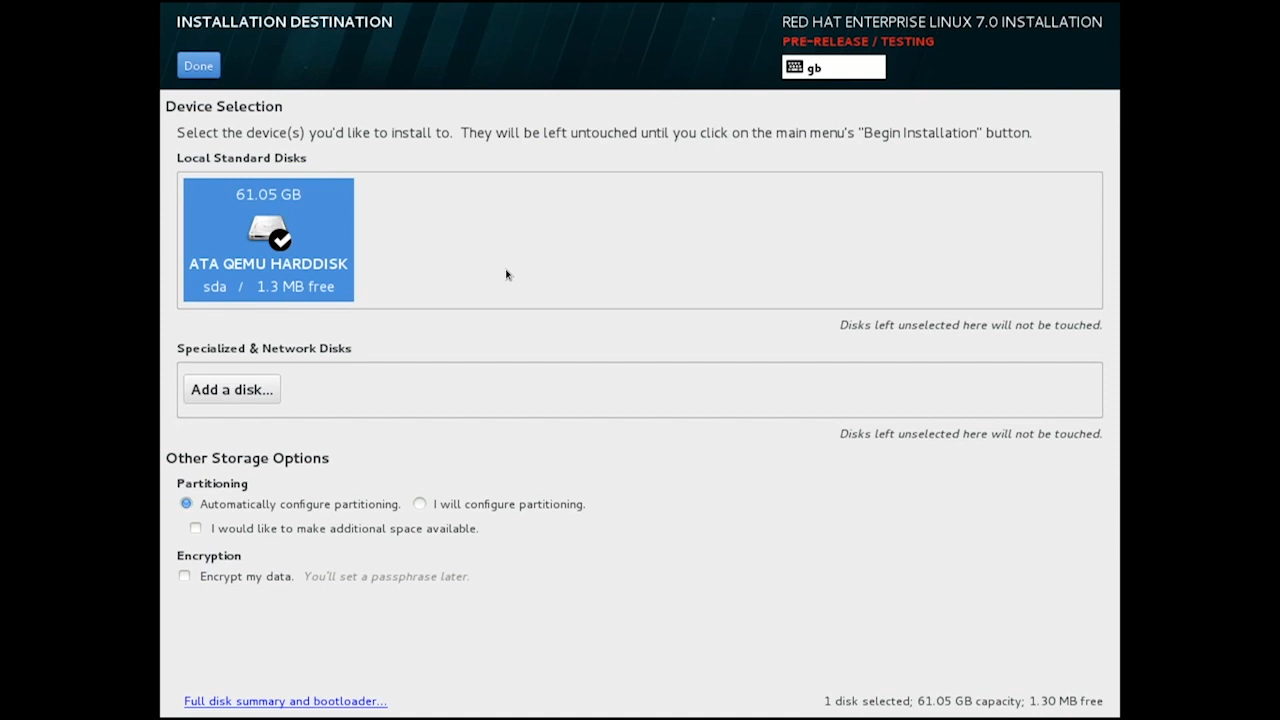 INSTALLATION DESTINATION
RED HAT ENTERPRISE LINUX 7.0 INSTALLATION
PRE-RELEASE / TESTING
Done
gb
Device Selection
Select the device(s) you'd like to install to. They will be left untouched until you click on the main menu's "Begin Installation" button.
Local Standard Disks
61.05 GB
ATA QEMU HARDDISK
sda / 1.3 MB free
Disks left unselected here will not be touched.
Specialized & Network Disks
Add a disk...
Disks left unselected here will not be touched.
Other Storage Options
Partitioning
Automatically configure partitioning. I will configure partitioning.
I would like to make additional space available.
Encryption
Encrypt my data. You'll set a passphrase later.
Full disk summary and bootloader...
1 disk selected; 61.05 GB capacity; 1.30 MB free